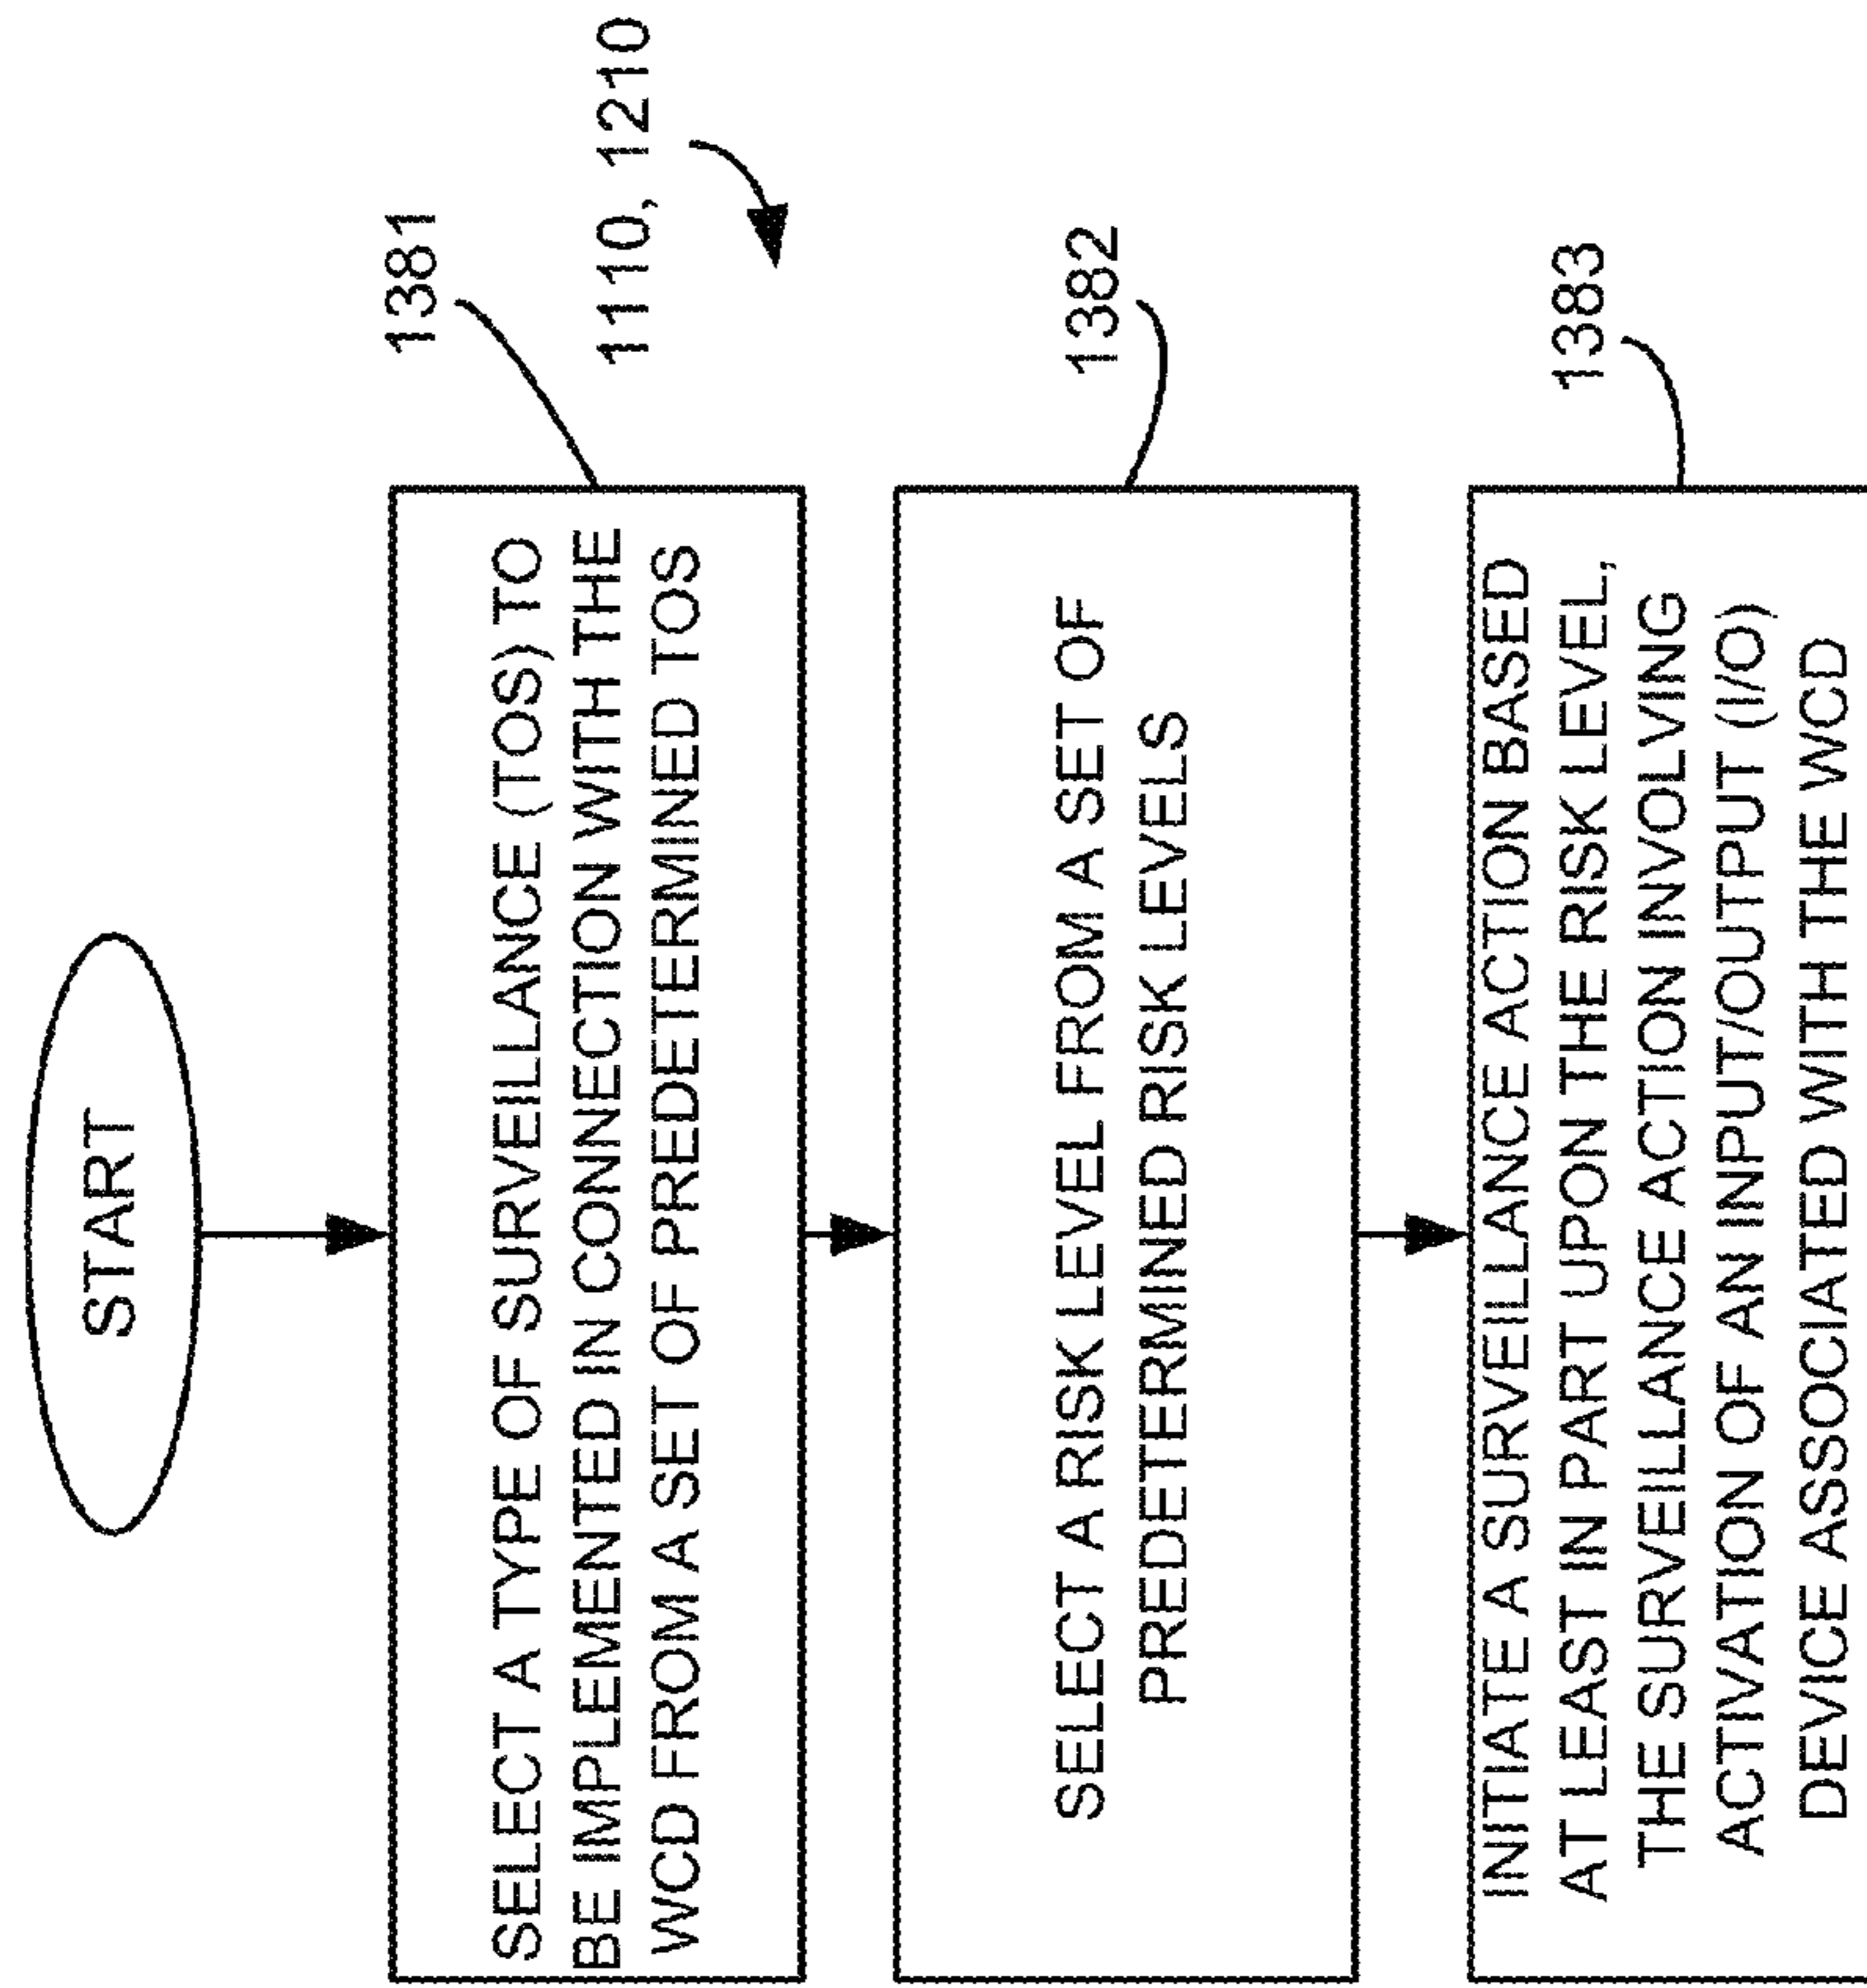 START
1381
1110, 1210
SELECT A TYPE OF SURVEILLANCE (TOS) TO
BE IMPLEMENTED IN CONNECTION WITH THE
WCD FROM A SET OF PREDETERMINED TOS
1382
SELECT A RISK LEVEL FROM A SET OF
PREDETERMINED RISK LEVELS
1383
INITIATE A SURVEILLANCE ACTION BASED
AT LEAST IN PART UPON THE RISK LEVEL,
THE SURVEILLANCE ACTION INVOLVING
ACTIVATION OF AN INPUT/OUTPUT (I/O)
DEVICE ASSOCIATED WITH THE WCD